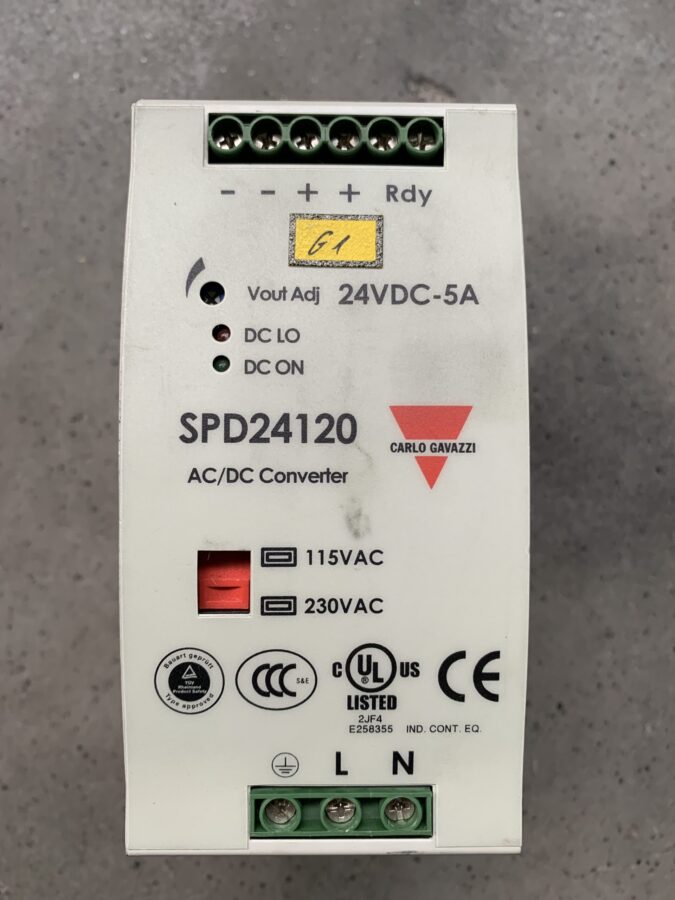 - - + + Rdy
G1
Vout Adj 24VDC-5A
DC LO
DC ON
SPD24120
CARLO GAVAZZI
AC/DC Converter
115VAC
230VAC
Bauart geprüft
TÜV
Rheinland
Product Safety
Type approved
CCC S&E
C UL ® US
LISTED
2JF4
E258355 IND. CONT. EQ.
CE
L N